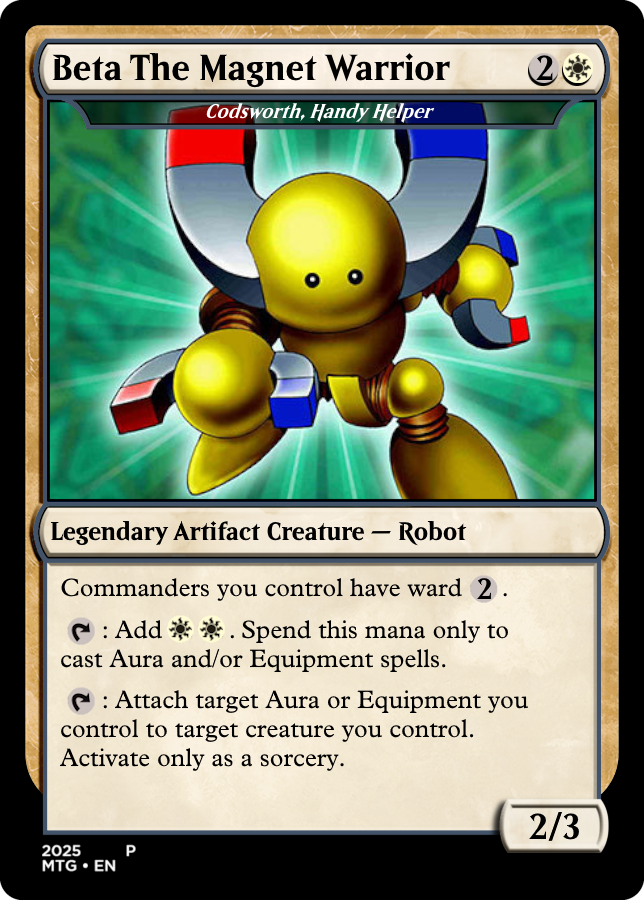 Beta The Magnet Warrior 2
Codsworth, Handy Helper
Legendary Artifact Creature — Robot
Commanders you control have ward 2 .
: Add . Spend this mana only to
cast Aura and/or Equipment spells.
: Attach target Aura or Equipment you
control to target creature you control.
Activate only as a sorcery.
2/3
2025 P
MTG • EN